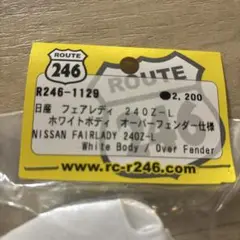 ROUTE
246
ROUTE
R246-1129 ●2,200
日産 フェアレディ 240Z-L
ホワイトボディ オーバーフェンダー仕様
NISSAN FAIRLADY 240Z-L
White Body / Over Fender
www.rc-r246.com